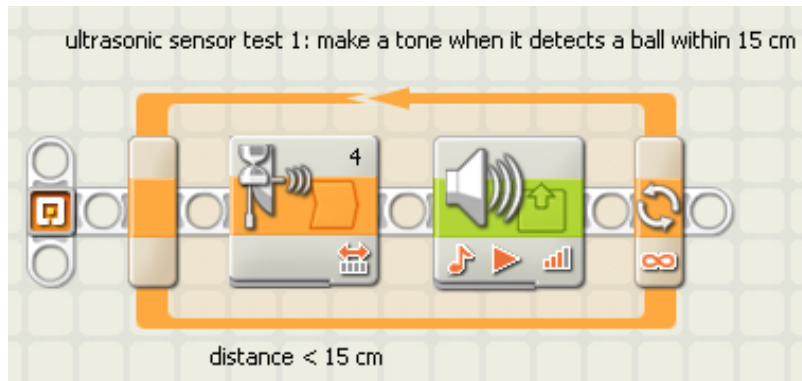 ultrasonic sensor test 1: make a tone when it detects a ball within 15 cm
4
distance < 15 cm